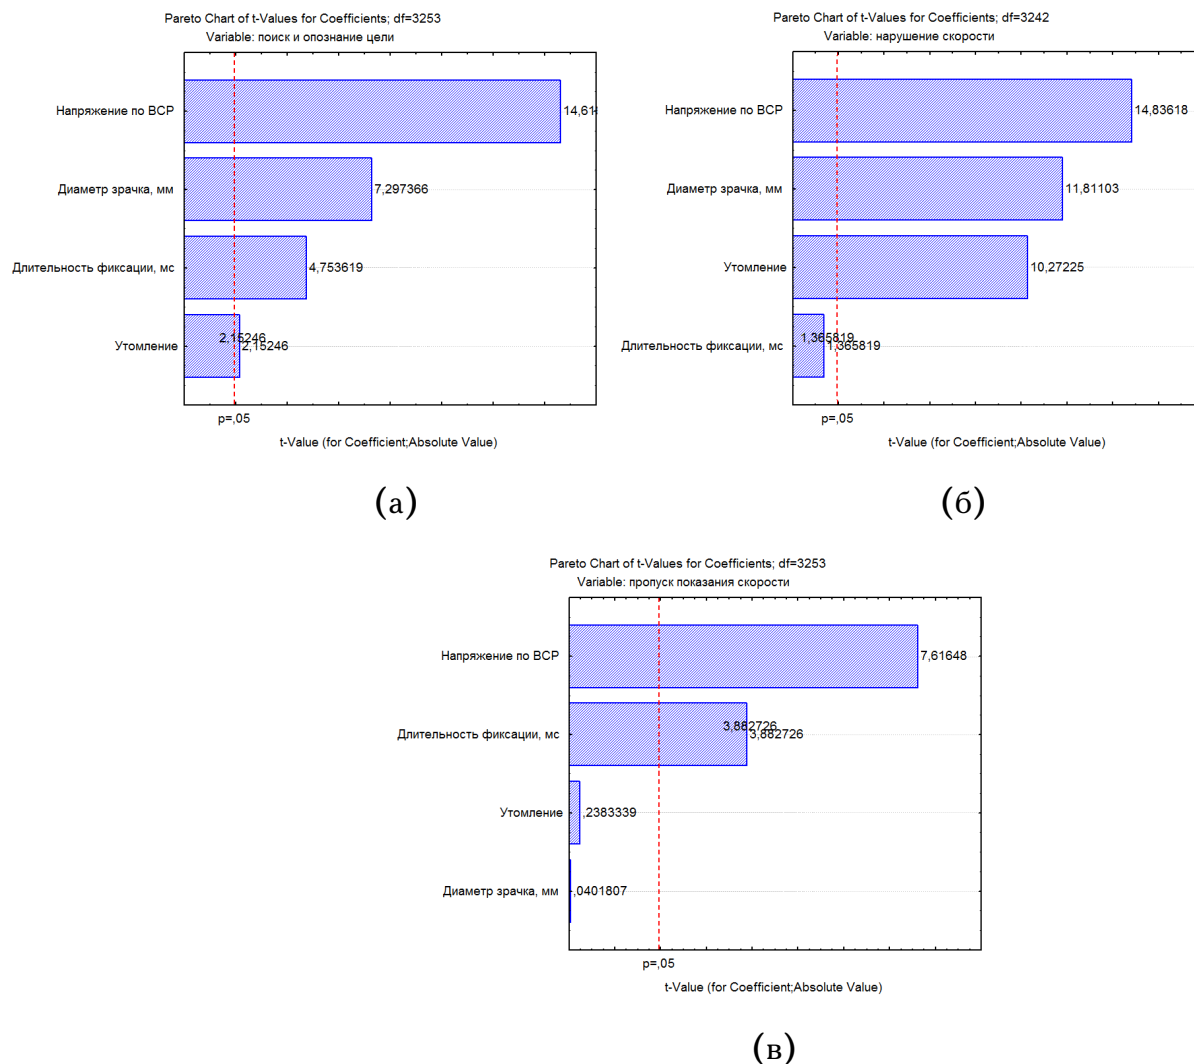 Pareto Chart of t-Values for Coefficients; df=3253
Variable: поиск и опознание цели
Напряжение по ВСР
Диаметр зрачка, мм
7,297366
Длительность фиксации, мс
4,753619
Утомление
2,15246
2,15246
p=,05
t-Value (for Coefficient;Absolute Value)
(а)
Pareto Chart of t-Values for Coefficients; df=3242
Variable: нарушение скорости
Напряжение по ВСР
14,83618
Диаметр зрачка, мм
11,81103
Утомление
10,27225
Длительность фиксации, мс
1,365819
1,365819
p=,05
t-Value (for Coefficient;Absolute Value)
(б)
Pareto Chart of t-Values for Coefficients; df=3253
Variable: пропуск показания скорости
Напряжение по ВСР
7,61648
Длительность фиксации, мс
3,882726
3,882726
Утомление
,2383339
Диаметр зрачка, мм
,0401807
p=,05
t-Value (for Coefficient;Absolute Value)
(в)